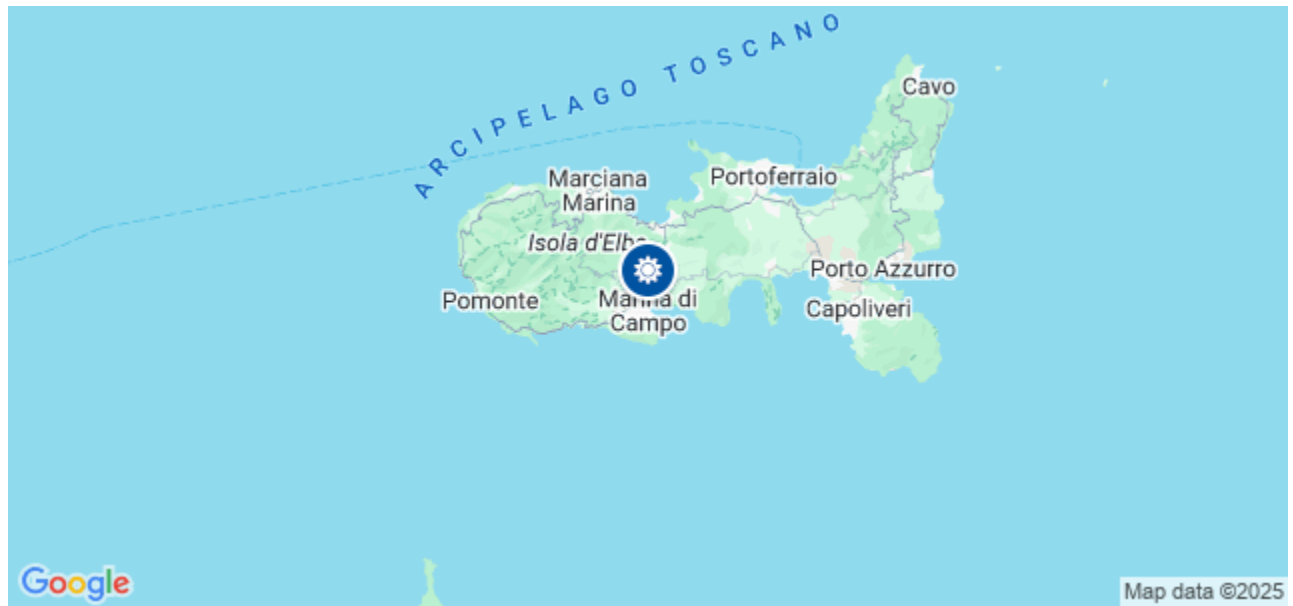 ARCIPELAGO TOSCANO
Cavo
Marciana
Marina
Portoferraio
Isola d'Elba
Porto Azzurro
Pomonte
Marina di
Campo
Capoliveri
Google
Map data ©2025